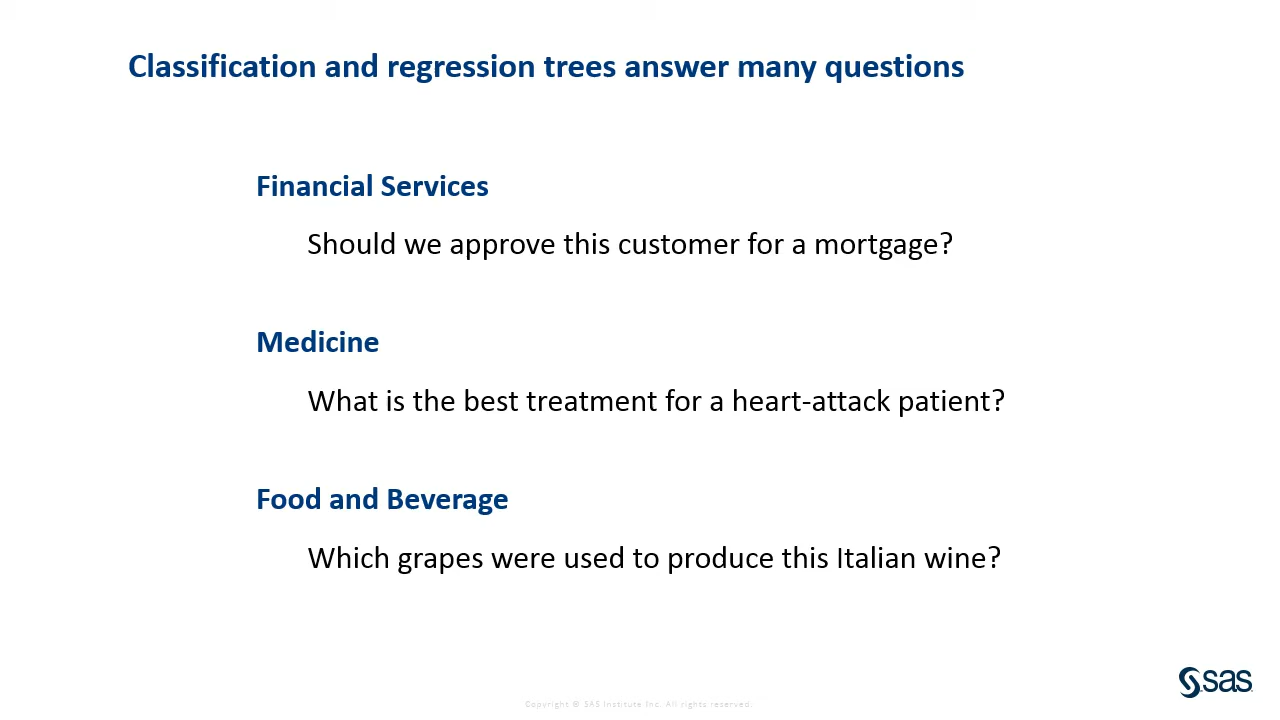 Classification and regression trees answer many questions
Financial Services
Should we approve this customer for a mortgage?
Medicine
What is the best treatment for a heart-attack patient?
Food and Beverage
Which grapes were used to produce this Italian wine?
sas
Copyright © SAS Institute Inc. All rights reserved.